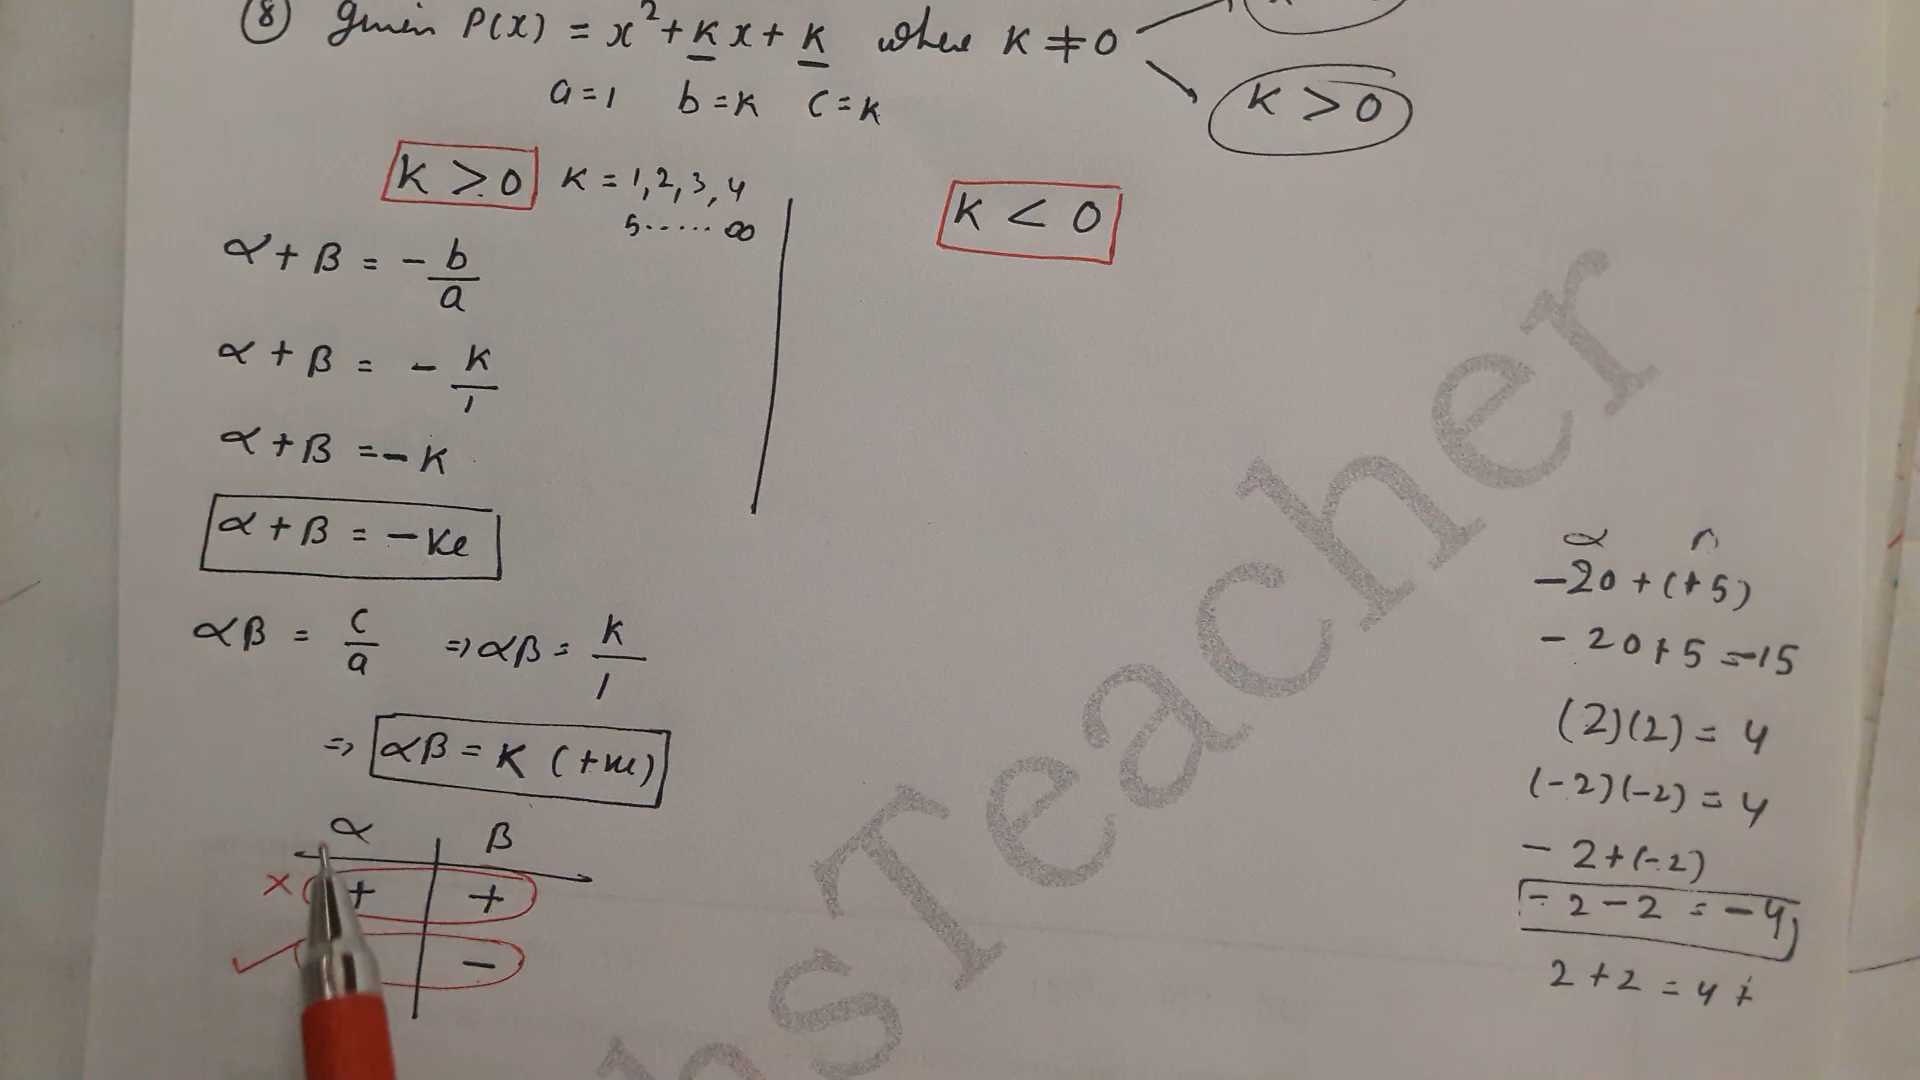 ⑧ Given P(x) = x² + kx + k where k ≠ 0
a = 1 b = k c = k
k > 0
k > 0 k = 1, 2, 3, 4
5 ...... ∞
α + β = - b/a
α + β = - k/1
α + β = - k
α + β = - ve
αβ = c/a ⇒ αβ = k/1
⇒ αβ = k (+ve)
α β
× + +
✓ -
k < 0
α
-20 + (+5)
- 20 + 5 = -15
(2)(2) = 4
(-2)(-2) = 4
- 2 + (-2)
- 2 - 2 = -4
2 + 2 = 4 +
sTeacher